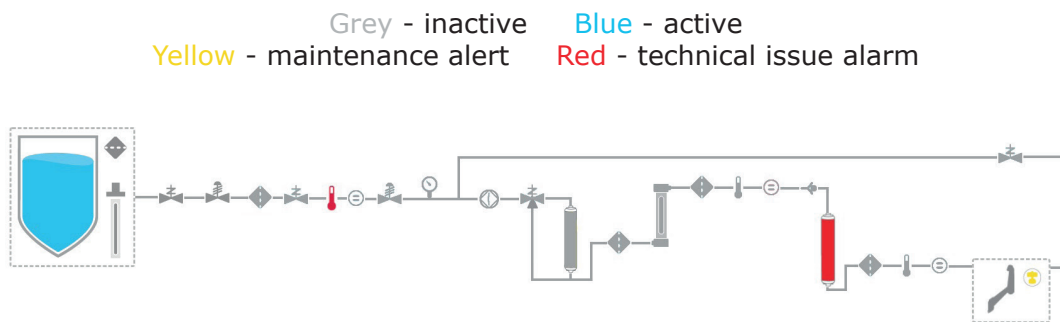 Grey - inactive Blue - active
Yellow - maintenance alert Red - technical issue alarm